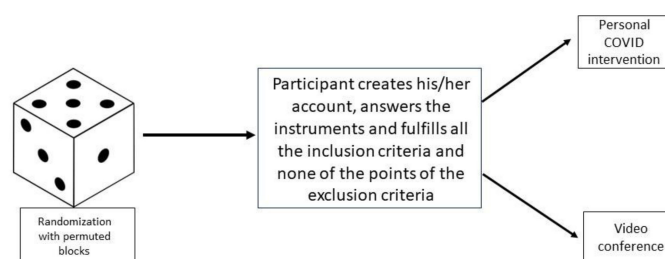 Randomization
with permuted
blocks
Participant creates his/her
account, answers the
instruments and fulfills all
the inclusion criteria and
none of the points of the
exclusion criteria
Personal
COVID
intervention
Video
conference